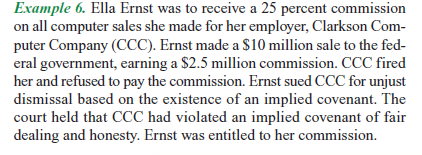 Example 6. Ella Ernst was to receive a 25 percent commission
on all computer sales she made for her employer, Clarkson Com-
puter Company (CCC). Ernst made a $10 million sale to the fed-
eral government, earning a $2.5 million commission. CCC fired
her and refused to pay the commission. Ernst sued CCC for unjust
dismissal based on the existence of an implied covenant. The
court held that CCC had violated an implied covenant of fair
dealing and honesty. Ernst was entitled to her commission.